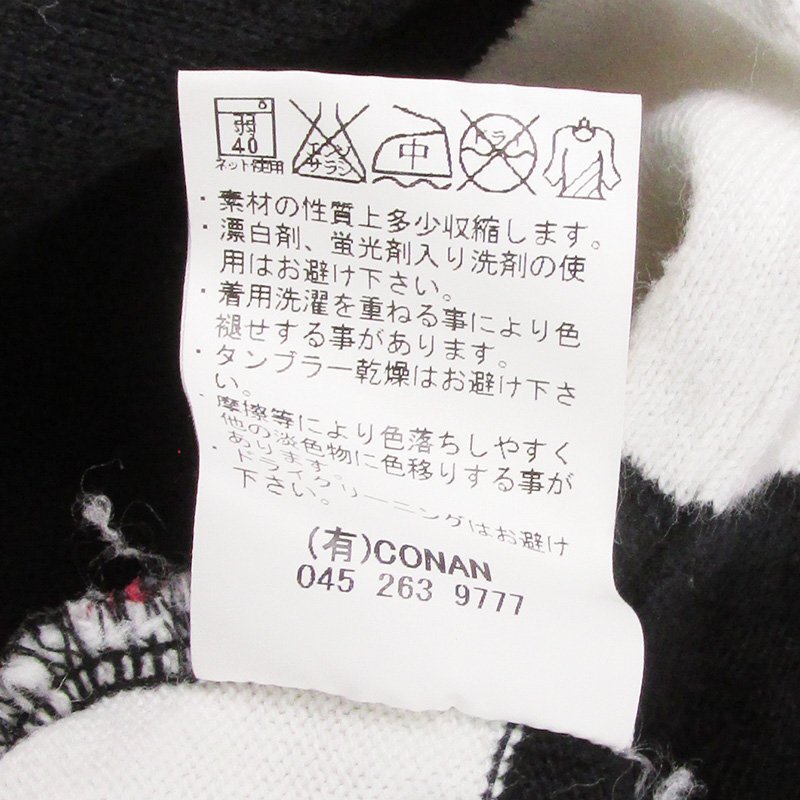 弱
40
ネット使用
エンソ
サラシ
中
ドライ
・素材の性質上多少収縮します。
・漂白剤、蛍光剤入り洗剤の使
用はお避け下さい。
・着用洗濯を重ねる事により色
褪せする事があります。
・タンブラー乾燥はお避け下さ
い。
・摩擦等により色落ちしやすく
他の淡色物に色移りする事が
あります。
・ドライクリーニングはお避け
下さい。
(有)CONAN
045 263 9777